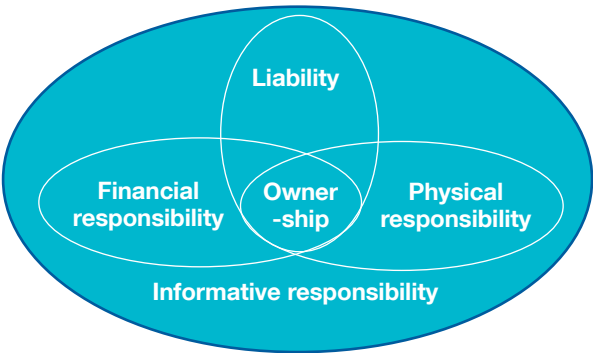 Liability
Financial
responsibility
Owner
-ship
Physical
responsibility
Informative responsibility